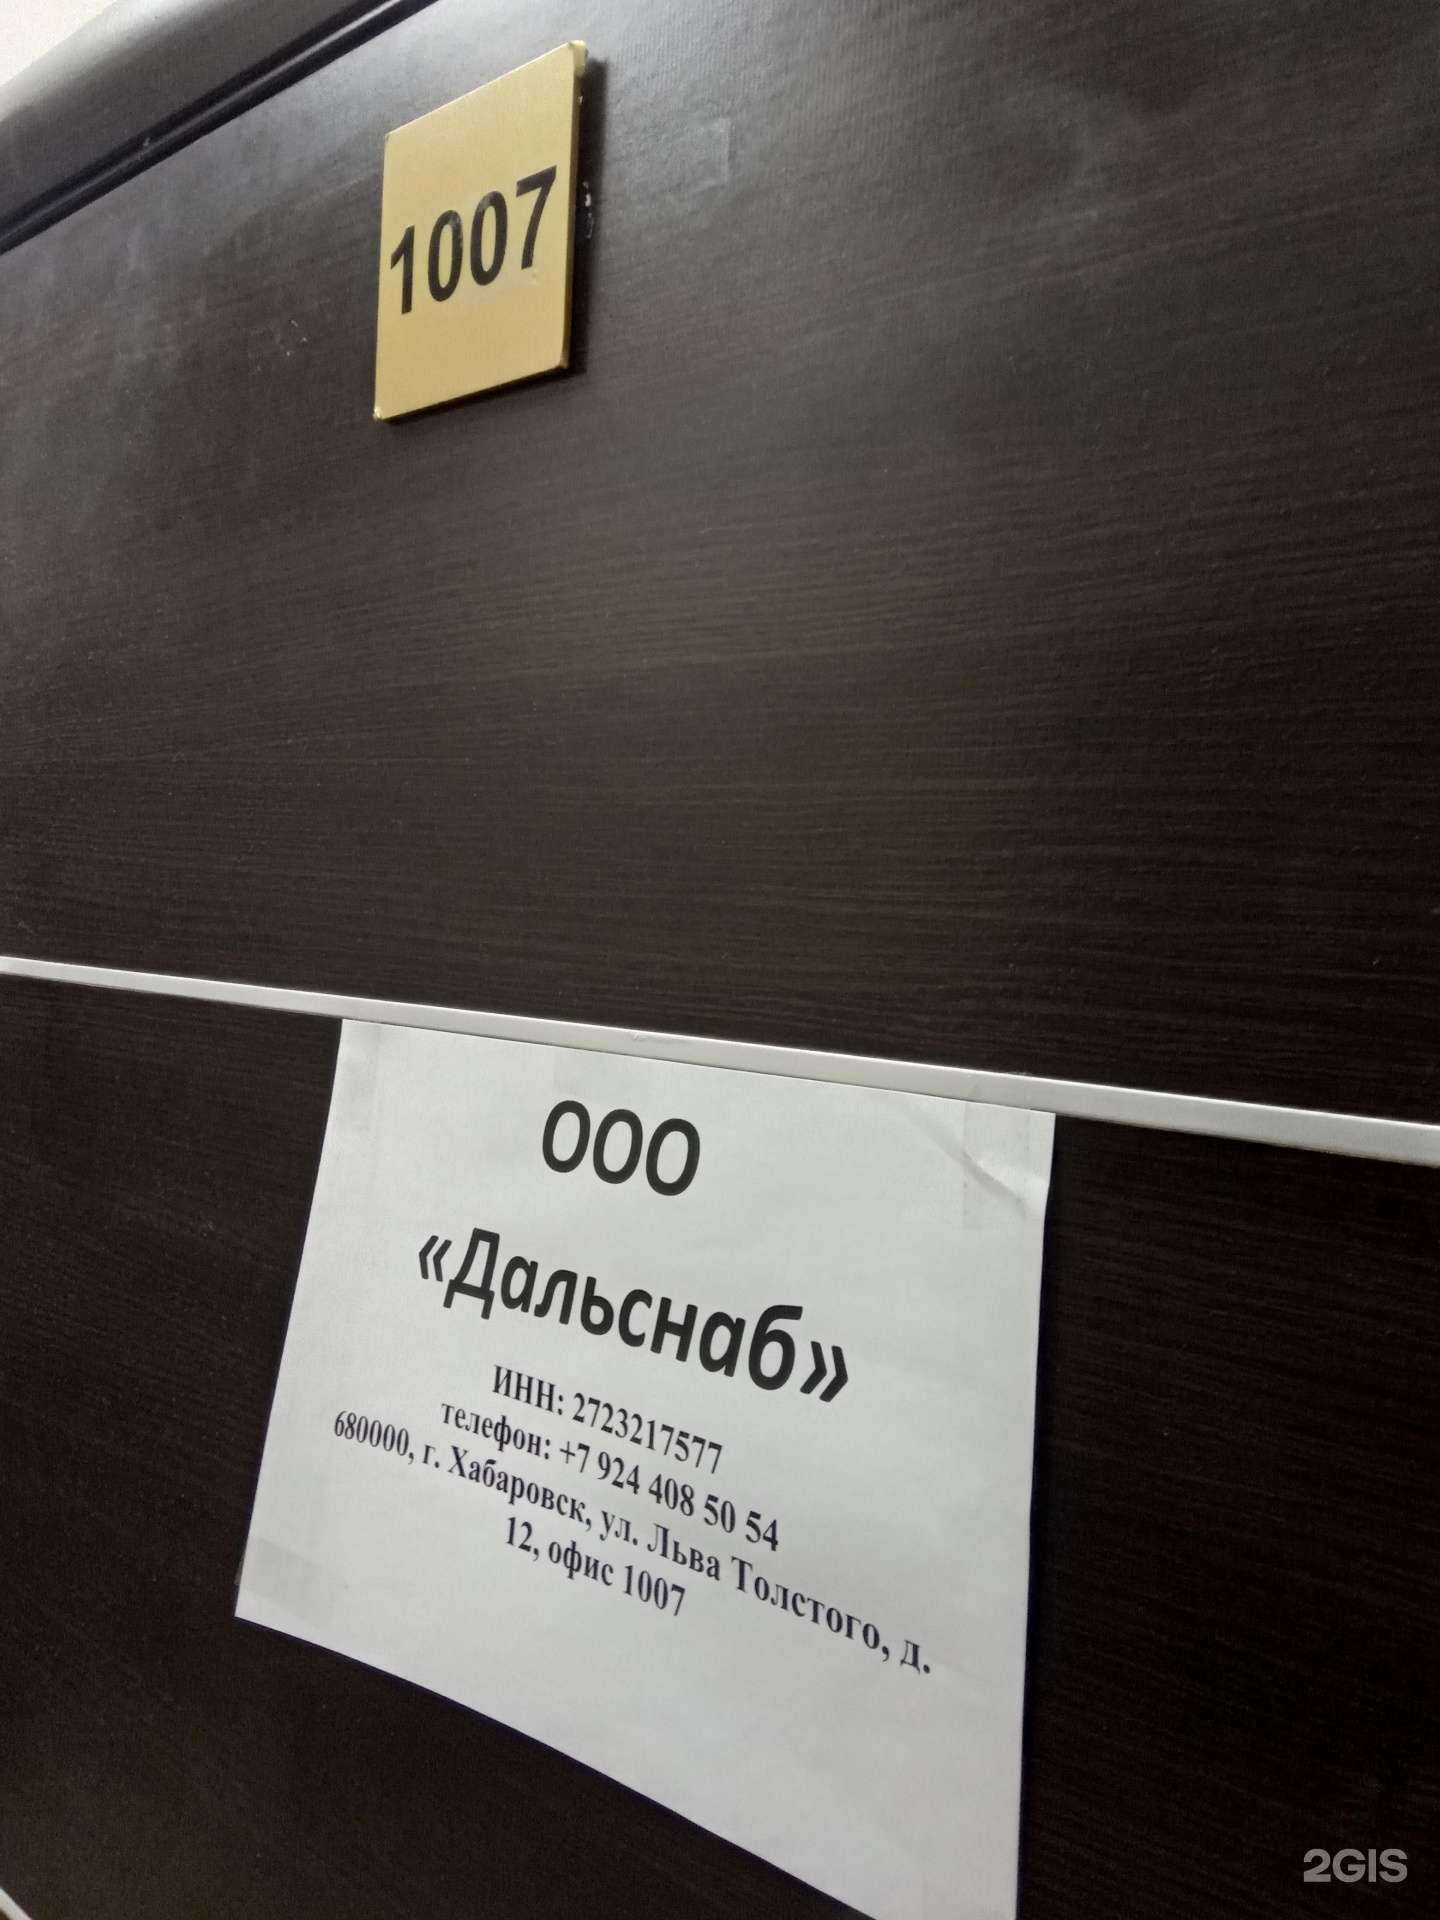 1007
ООО
«Дальснаб»
ИНН: 2723217577
телефон: +7 924 408 50 54
680000, г. Хабаровск, ул. Льва Толстого, д.
12, офис 1007
2GIS